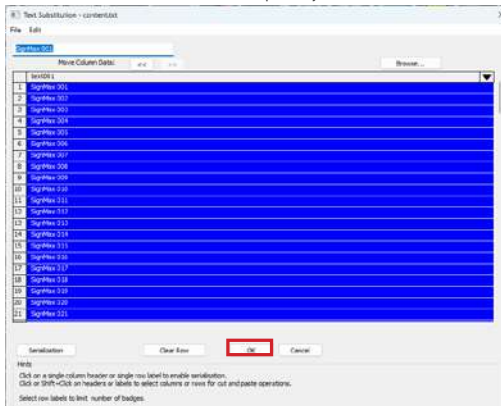 Text Substitution - content.txt
File Edit
SignMax 001
Move Column Data: << >> Browse...
text001
1 SignMax 001
2 SignMax 002
3 SignMax 003
4 SignMax 004
5 SignMax 005
6 SignMax 006
7 SignMax 007
8 SignMax 008
9 SignMax 009
10 SignMax 010
11 SignMax 011
12 SignMax 012
13 SignMax 013
14 SignMax 014
15 SignMax 015
16 SignMax 016
17 SignMax 017
18 SignMax 018
19 SignMax 019
20 SignMax 020
21 SignMax 021
Serialization Clear Row OK Cancel
Hints
Click on a single column header or single row label to enable serialization.
Click or Shift+Click on headers or labels to select columns or rows for cut and paste operations.
Select row labels to limit number of badges.